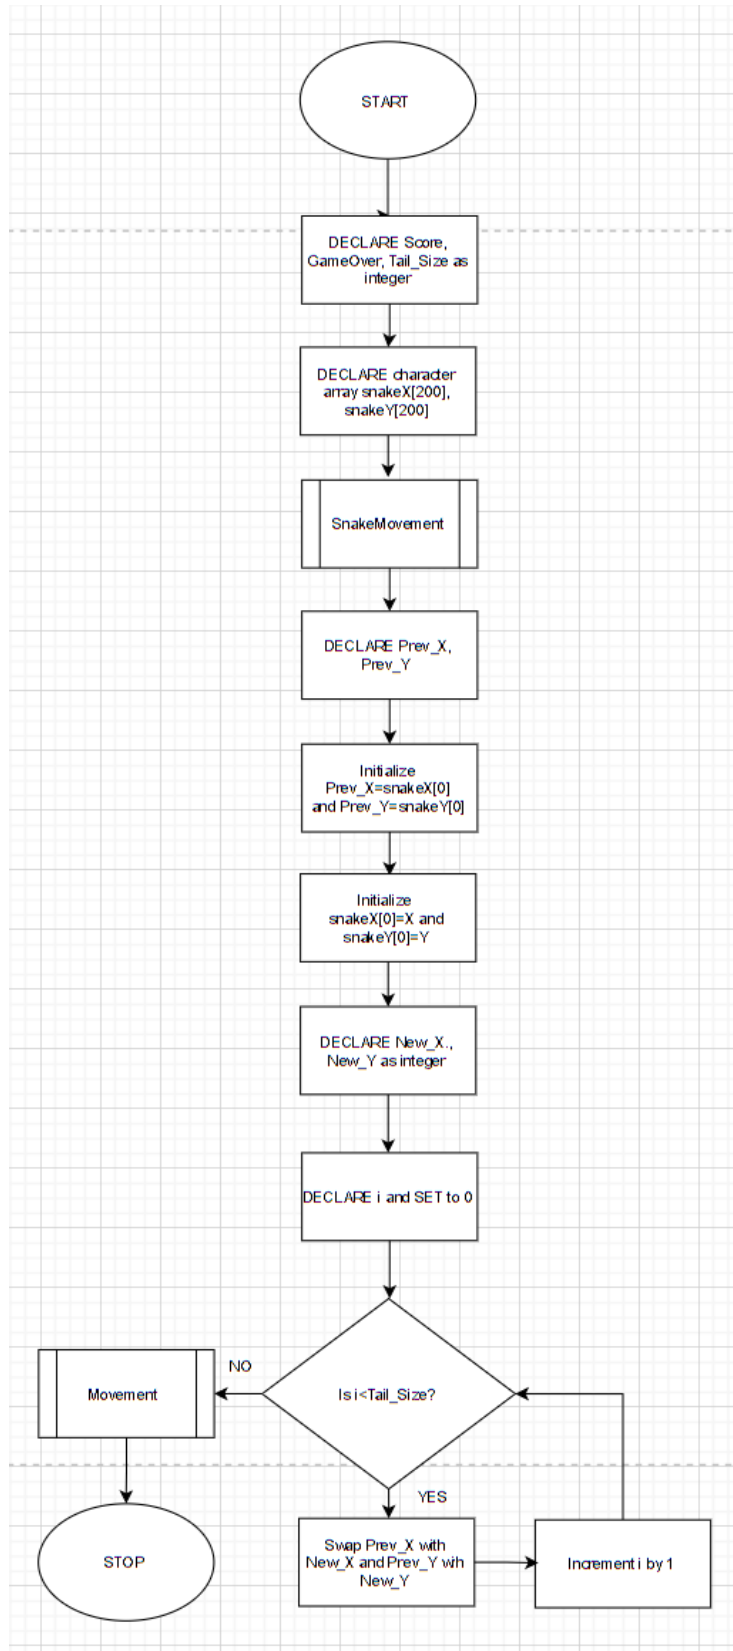 START
DECLARE Score,
GameOver, Tail_Size as
integer
DECLARE character
array snakeX[200],
snakeY[200]
SnakeMovement
DECLARE Prev_X,
Prev_Y
Initialize
Prev_X=snakeX[0]
and Prev_Y=snakeY[0]
Initialize
snakeX[0]=X and
snakeY[0]=Y
DECLARE New_X.,
New_Y as integer
DECLARE i and SET to 0
NO
Movement
Is i<Tail_Size?
YES
STOP
Swap Prev_X with
New_X and Prev_Y wih
New_Y
Increment i by 1